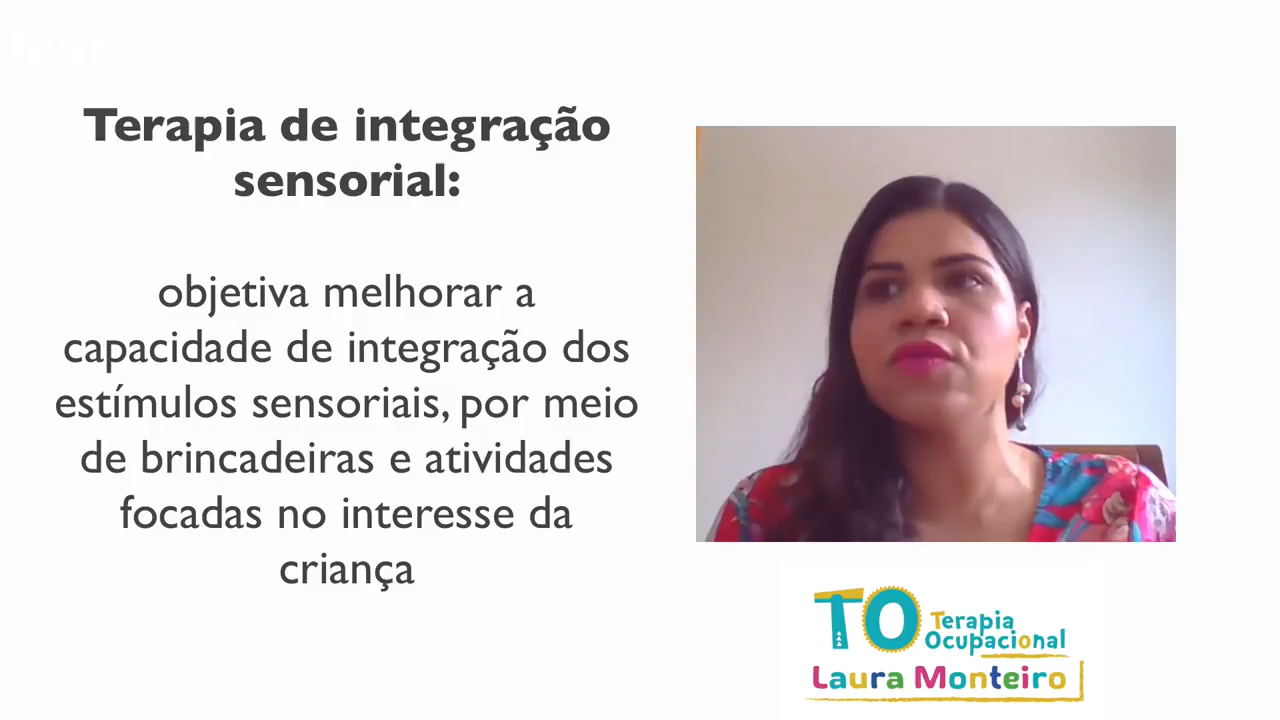 Terapia de integração
sensorial:
objetiva melhorar a
capacidade de integração dos
estímulos sensoriais, por meio
de brincadeiras e atividades
focadas no interesse da
criança
TO Terapia
Ocupacional
Laura Monteiro